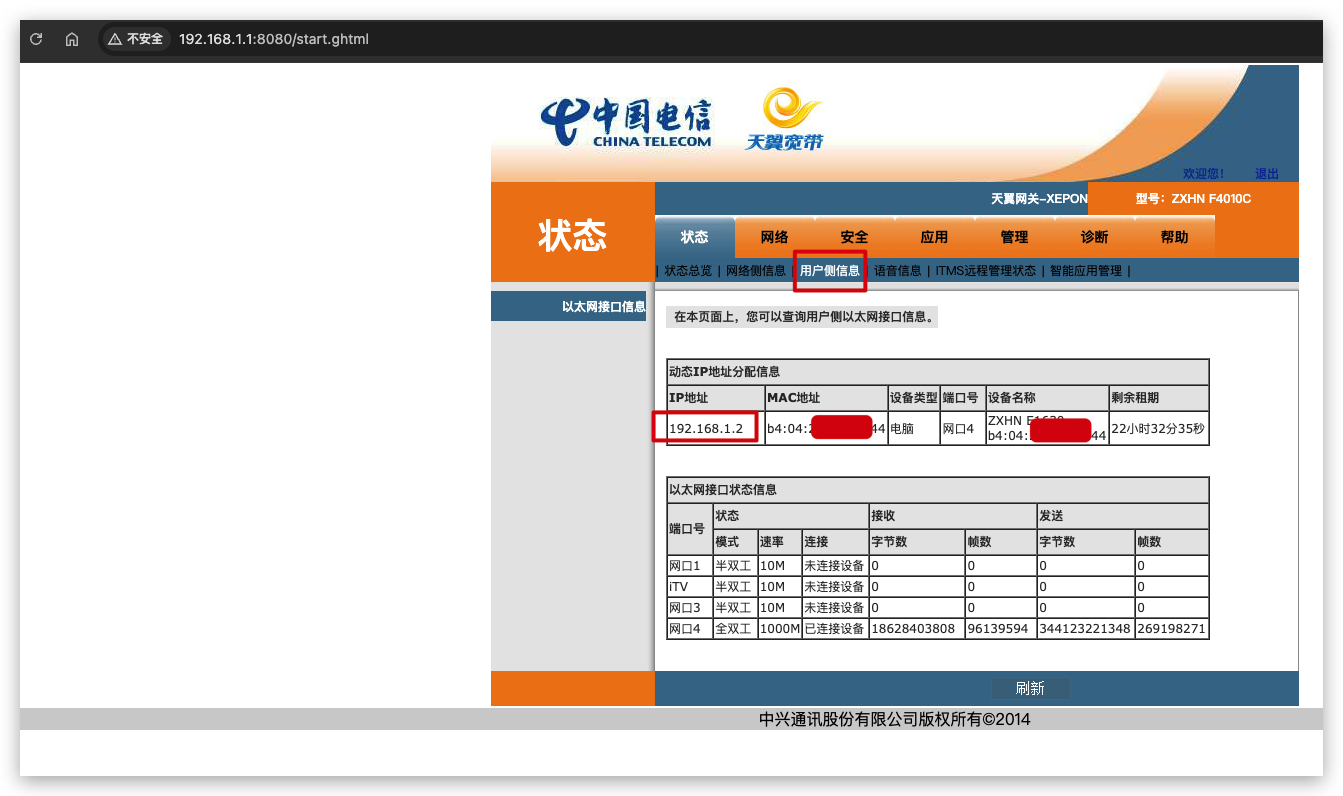 不安全 192.168.1.1:8080/start.ghtml
中国电信
CHINA TELECOM
天翼宽带
欢迎您! 退出
天翼网关-XEPON 型号: ZXHN F4010C
状态
状态 网络 安全 应用 管理 诊断 帮助
| 状态总览 | 网络侧信息 | 用户侧信息 | 语音信息 | ITMS远程管理状态 | 智能应用管理 |
以太网接口信息
在本页面上，您可以查询用户侧以太网接口信息。
动态IP地址分配信息
IP地址 MAC地址 设备类型 端口号 设备名称 剩余租期
192.168.1.2 b4:04: 44 电脑 网口4 ZXHN b4:04: 44 22小时32分35秒
以太网接口状态信息
端口号 状态 接收 发送
模式 速率 连接 字节数 帧数 字节数 帧数
网口1 半双工 10M 未连接设备 0 0 0 0
iTV 半双工 10M 未连接设备 0 0 0 0
网口3 半双工 10M 未连接设备 0 0 0 0
网口4 全双工 1000M 已连接设备 18628403808 96139594 344123221348 269198271
刷新
中兴通讯股份有限公司版权所有©2014